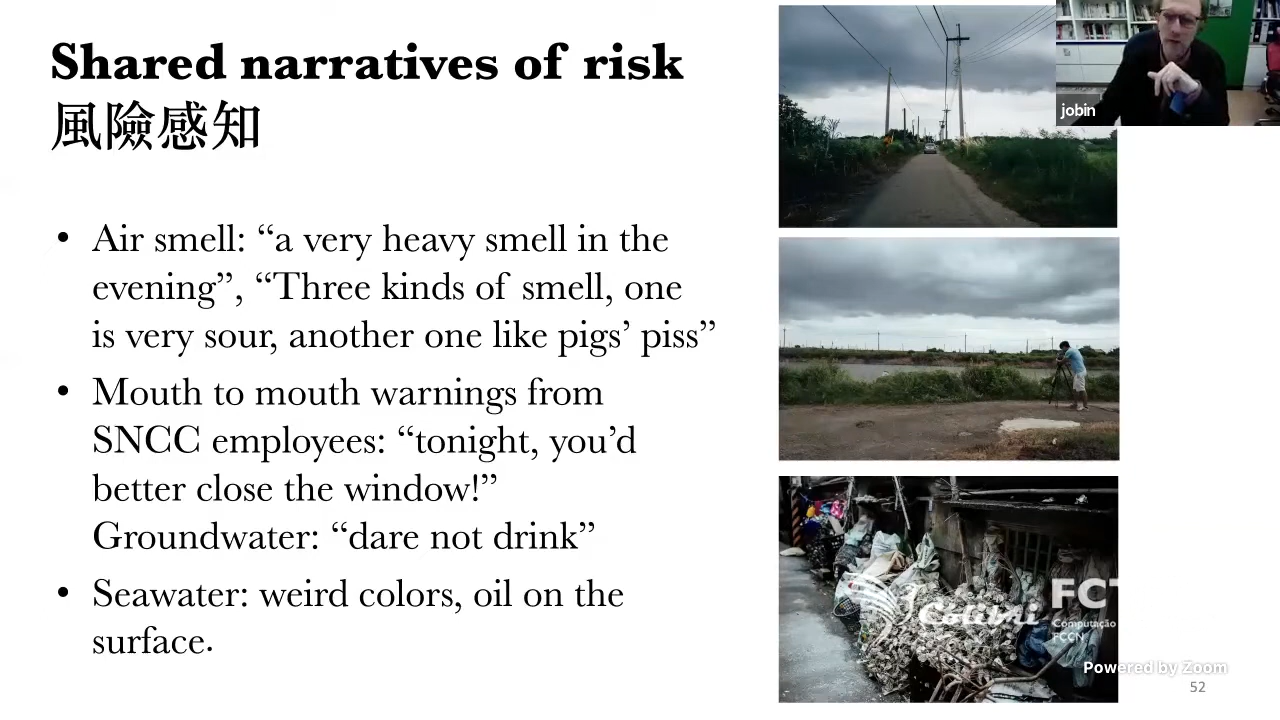 Shared narratives of risk
風險感知
• Air smell: “a very heavy smell in the
evening”, “Three kinds of smell, one
is very sour, another one like pigs’ piss”
• Mouth to mouth warnings from
SNCC employees: “tonight, you’d
better close the window!”
Groundwater: “dare not drink”
• Seawater: weird colors, oil on the
surface.
jobin
Colibri
FCT
Computação
FCCN
Powered by Zoom
52